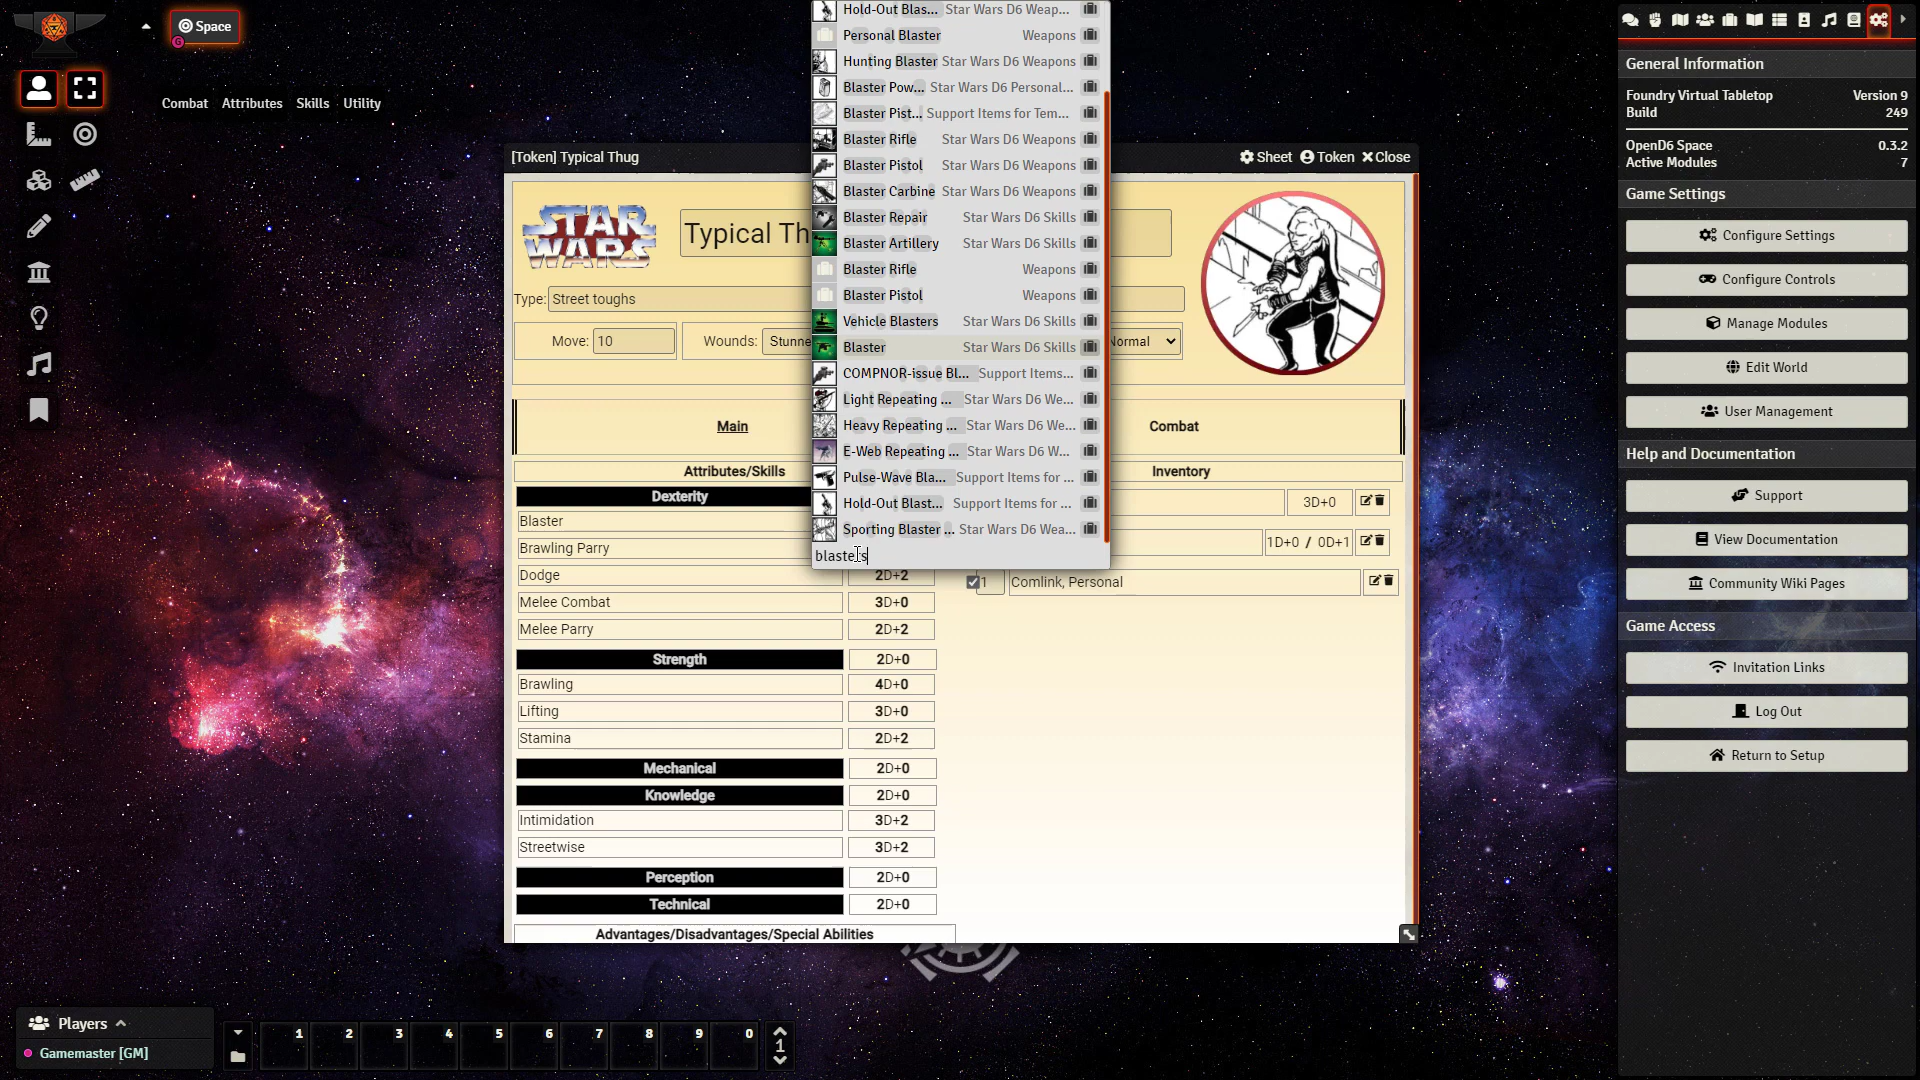 Space
G
Combat Attributes Skills Utility
[Token] Typical Thug
Sheet Token Close
STAR WARS
Typical Th
Type: Street toughs
Move: 10
Wounds: Stunne
Normal
Main
Combat
Attributes/Skills
Dexterity
Blaster
Brawling Parry
Dodge 2D+2
Melee Combat 3D+0
Melee Parry 2D+2
Strength 2D+0
Brawling 4D+0
Lifting 3D+0
Stamina 2D+2
Mechanical 2D+0
Knowledge 2D+0
Intimidation 3D+2
Streetwise 3D+2
Perception 2D+0
Technical 2D+0
Advantages/Disadvantages/Special Abilities
Inventory
3D+0
1D+0 / 0D+1
1 Comlink, Personal
Hold-Out Blas... Star Wars D6 Weap...
Personal Blaster Weapons
Hunting Blaster Star Wars D6 Weapons
Blaster Pow... Star Wars D6 Personal...
Blaster Pist... Support Items for Tem...
Blaster Rifle Star Wars D6 Weapons
Blaster Pistol Star Wars D6 Weapons
Blaster Carbine Star Wars D6 Weapons
Blaster Repair Star Wars D6 Skills
Blaster Artillery Star Wars D6 Skills
Blaster Rifle Weapons
Blaster Pistol Weapons
Vehicle Blasters Star Wars D6 Skills
Blaster Star Wars D6 Skills
COMPNOR-issue Bl... Support Items...
Light Repeating ... Star Wars D6 We...
Heavy Repeating ... Star Wars D6 We...
E-Web Repeating ... Star Wars D6 W...
Pulse-Wave Bla... Support Items for ...
Hold-Out Blast... Support Items for ...
Sporting Blaster ... Star Wars D6 Wea...
General Information
Foundry Virtual Tabletop Version 9
Build 249
OpenD6 Space 0.3.2
Active Modules 7
Game Settings
Configure Settings
Configure Controls
Manage Modules
Edit World
User Management
Help and Documentation
Support
View Documentation
Community Wiki Pages
Game Access
Invitation Links
Log Out
Return to Setup
Players
Gamemaster [GM]
1 2 3 4 5 6 7 8 9 0
1